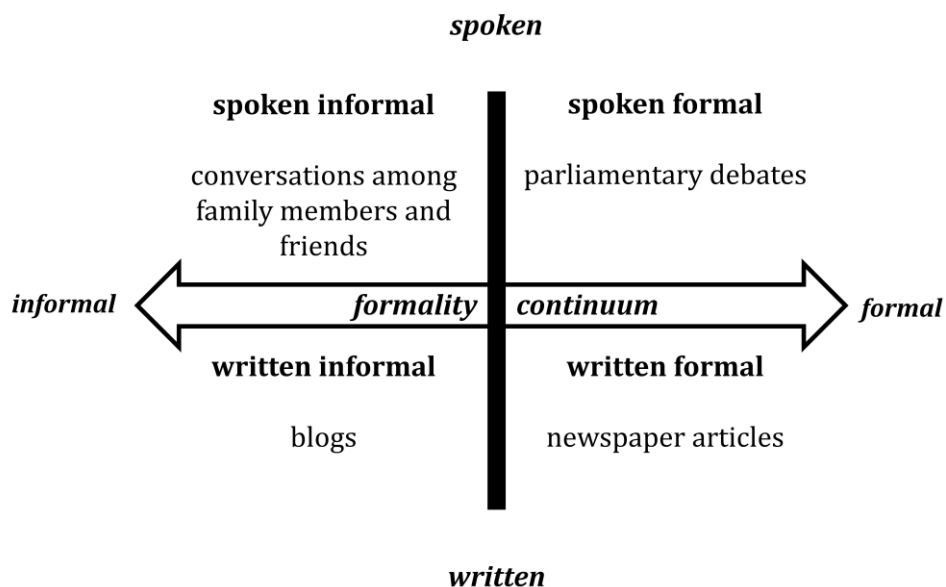 spoken
spoken informal
spoken formal
conversations among
family members and
friends
parliamentary debates
informal
formality
continuum
formal
written informal
written formal
blogs
newspaper articles
written